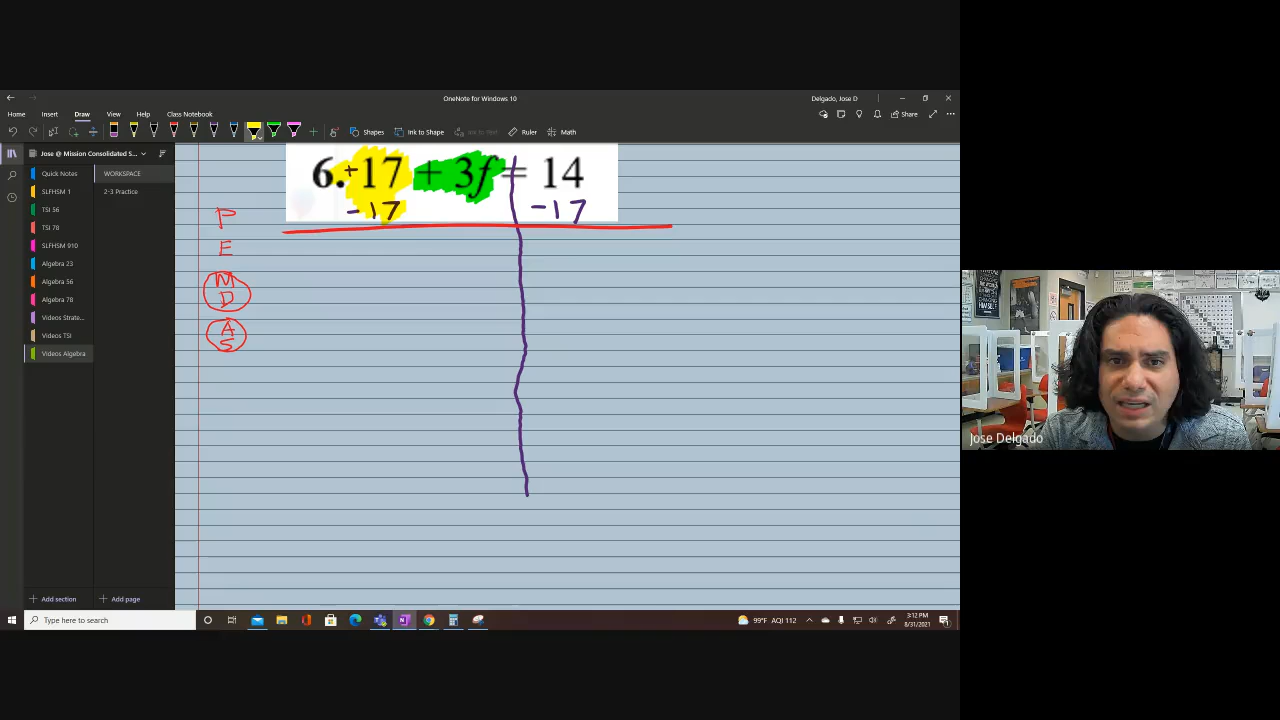 OneNote for Windows 10
Delgado, Jose D
Home Insert Draw View Help Class Notebook
Shapes Ink to Shape Ink to Text Ruler Math
Share
Jose @ Mission Consolidated S...
Quick Notes
SLFHSM 1
TSI 56
TSI 78
SLFHSM 910
Algebra 23
Algebra 56
Algebra 78
Videos Strate...
Videos TSI
Videos Algebra
WORKSPACE
2-3 Practice
6. +17 + 3f = 14
-17 -17
P
E
M
D
A
S
Jose Delgado
+ Add section + Add page
Type here to search
99°F AQI 112
3:12 PM
8/31/2021